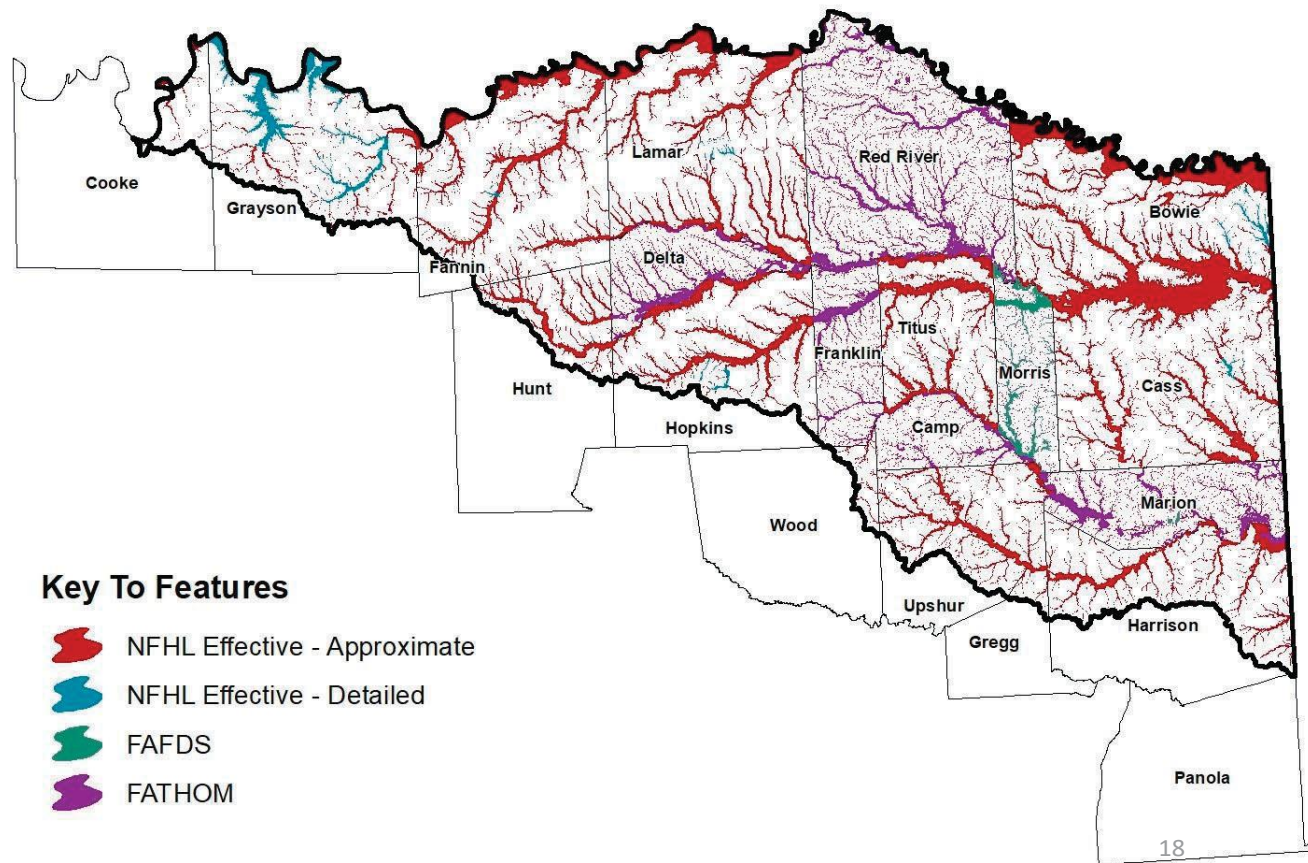 Lamar
Red River
Cooke
Bowie
Grayson
Fannin
Delta
Titus
Franklin
Morris
Cass
Hunt
Hopkins
Camp
Marion
Wood
Key To Features
NFHL Effective - Approximate
NFHL Effective - Detailed
FAFDS
FATHOM
Upshur
Gregg
Harrison
Panola
18